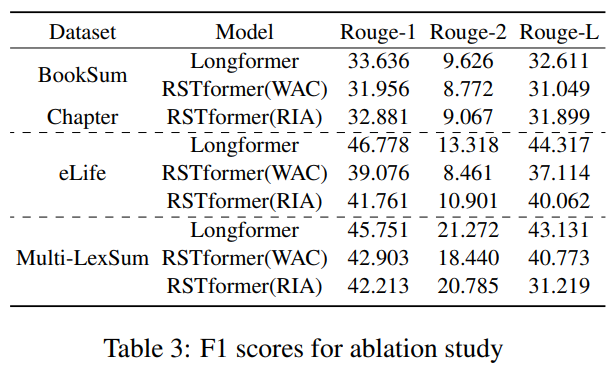 Dataset Model Rouge-1 Rouge-2 Rouge-L
BookSum Chapter Longformer 33.636 9.626 32.611
RSTformer(WAC) 31.956 8.772 31.049
RSTformer(RIA) 32.881 9.067 31.899
eLife Longformer 46.778 13.318 44.317
RSTformer(WAC) 39.076 8.461 37.114
RSTformer(RIA) 41.761 10.901 40.062
Multi-LexSum Longformer 45.751 21.272 43.131
RSTformer(WAC) 42.903 18.440 40.773
RSTformer(RIA) 42.213 20.785 31.219
Table 3: F1 scores for ablation study